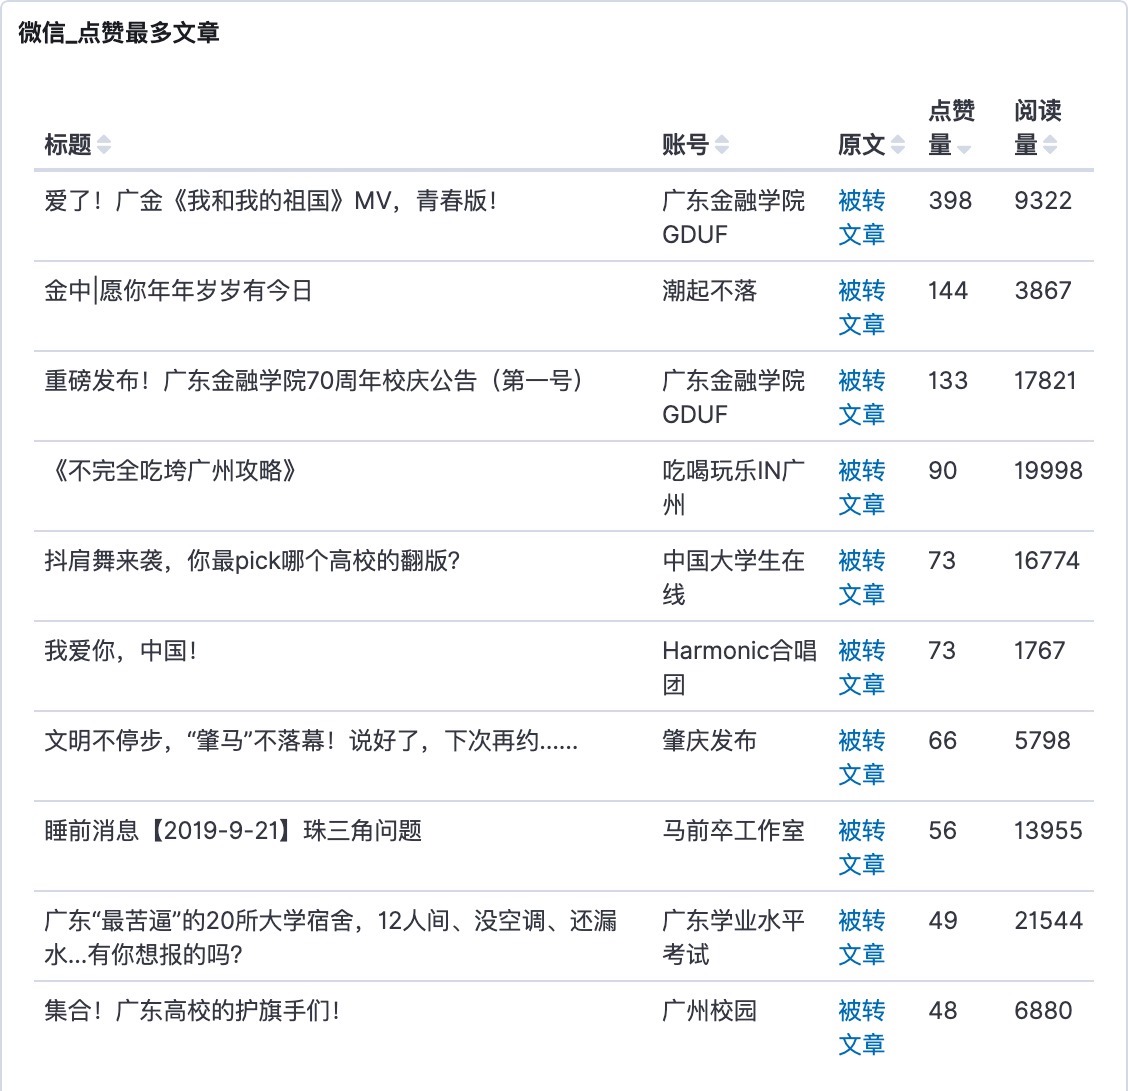 微信_点赞最多文章
标题 账号 原文 点赞量 阅读量
爱了！广金《我和我的祖国》MV，青春版！ 广东金融学院GDUF 被转文章 398 9322
金中|愿你年年岁岁有今日 潮起不落 被转文章 144 3867
重磅发布！广东金融学院70周年校庆公告（第一号） 广东金融学院GDUF 被转文章 133 17821
《不完全吃垮广州攻略》 吃喝玩乐IN广州 被转文章 90 19998
抖肩舞来袭，你最pick哪个高校的翻版？ 中国大学生在线 被转文章 73 16774
我爱你，中国！ Harmonic合唱团 被转文章 73 1767
文明不停步，“肇马”不落幕！说好了，下次再约…… 肇庆发布 被转文章 66 5798
睡前消息【2019-9-21】珠三角问题 马前卒工作室 被转文章 56 13955
广东“最苦逼”的20所大学宿舍，12人间、没空调、还漏水...有你想报的吗？ 广东学业水平考试 被转文章 49 21544
集合！广东高校的护旗手们！ 广州校园 被转文章 48 6880